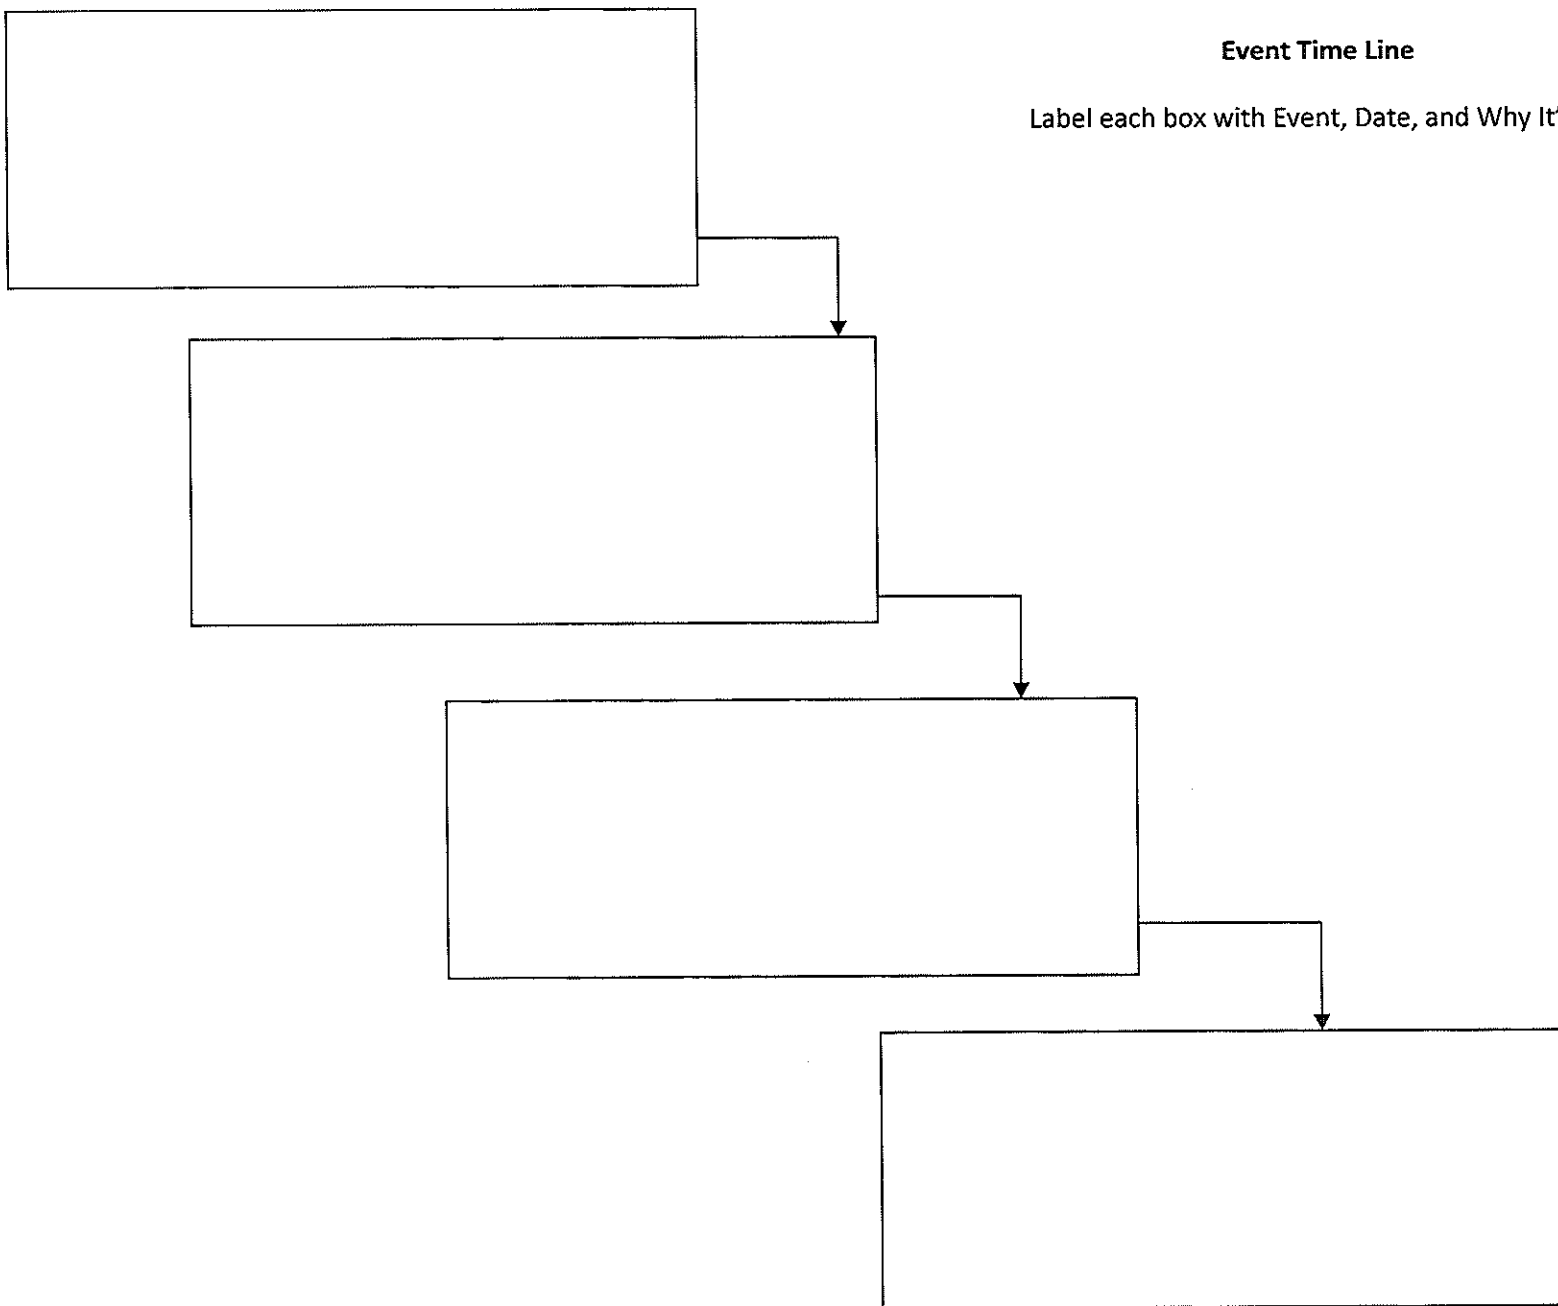 Event Time Line
Label each box with Event, Date, and Why It'